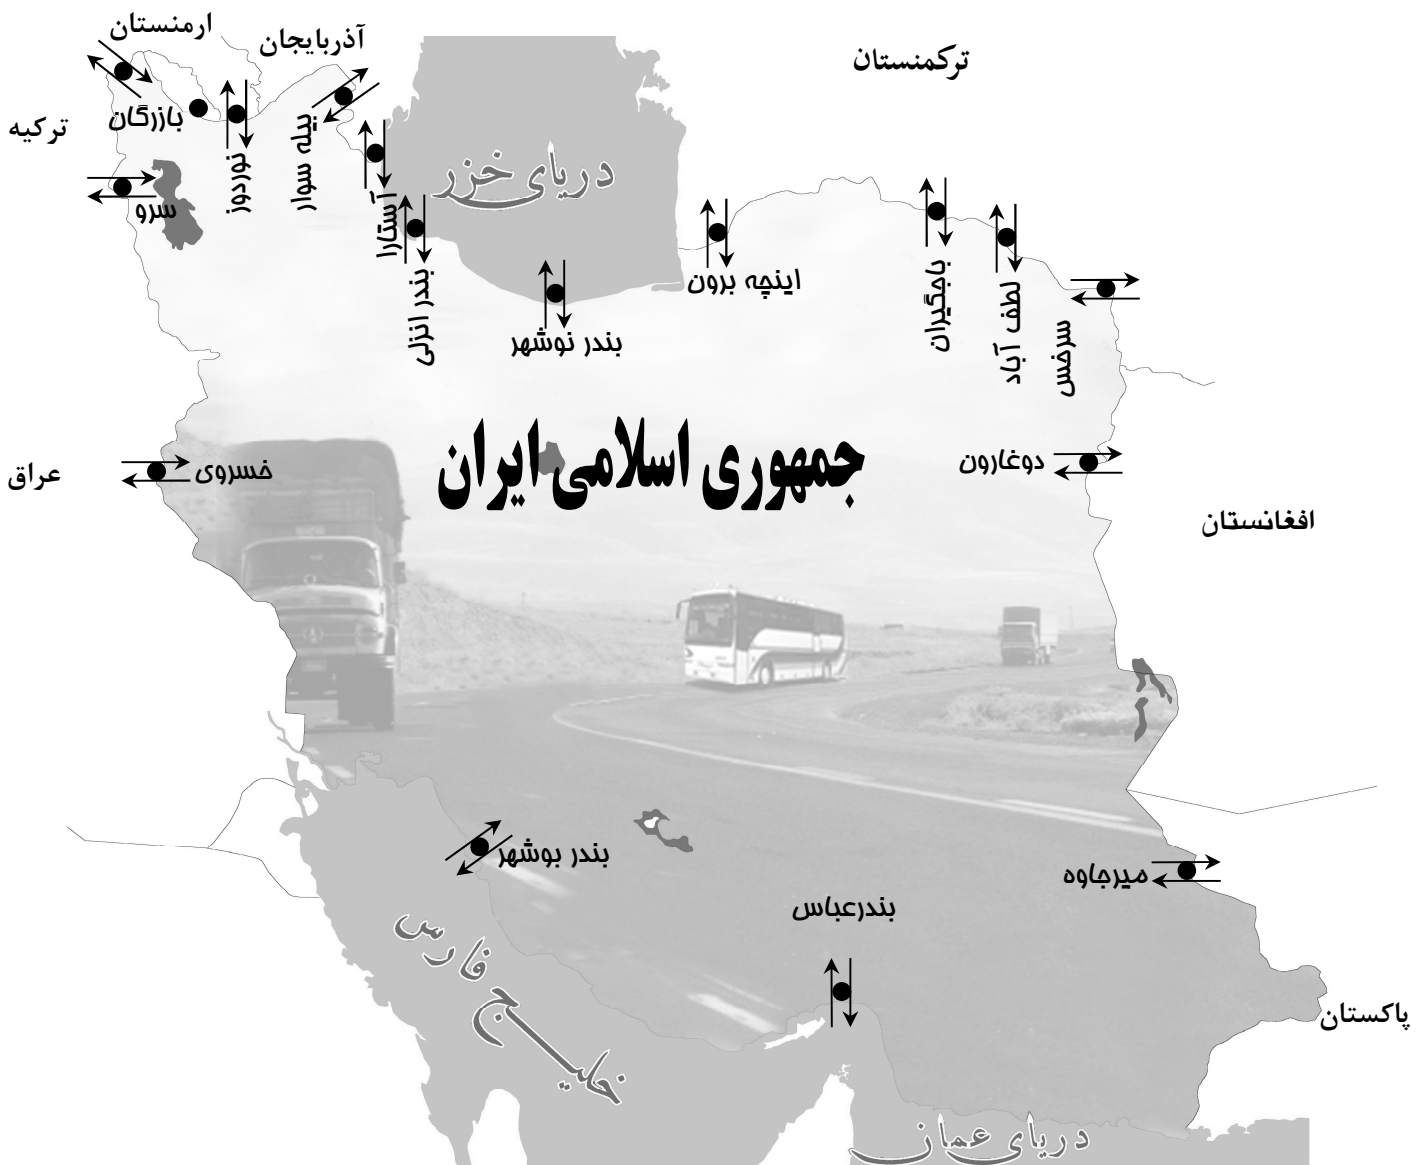 ارمنستان
آذربایجان
ترکمنستان
ترکیه
بازرگان
نوردوز
بیله سوار
دریای خزر
سرو
آستارا
بندر انزلی
اینچه برون
باجگیران
لطف آباد
سرخس
بندر نوشهر
جمهوری اسلامی ایران
عراق
خسروی
دوغارون
افغانستان
بندر بوشهر
میرجاوه
بندرعباس
خلیج فارس
پاکستان
دریای عمان